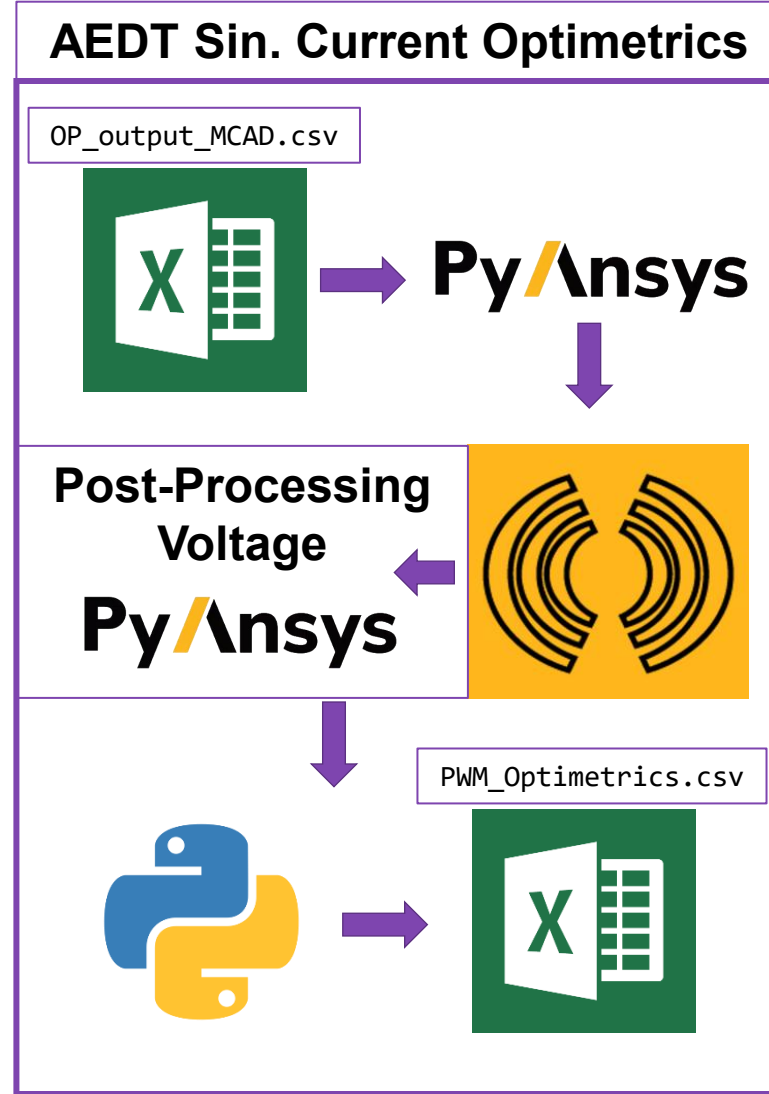 AEDT Sin. Current Optimetrics
OP_output_MCAD.csv
X
PyAnsys
Post-Processing
Voltage
PyAnsys
PWM_Optimetrics.csv
X